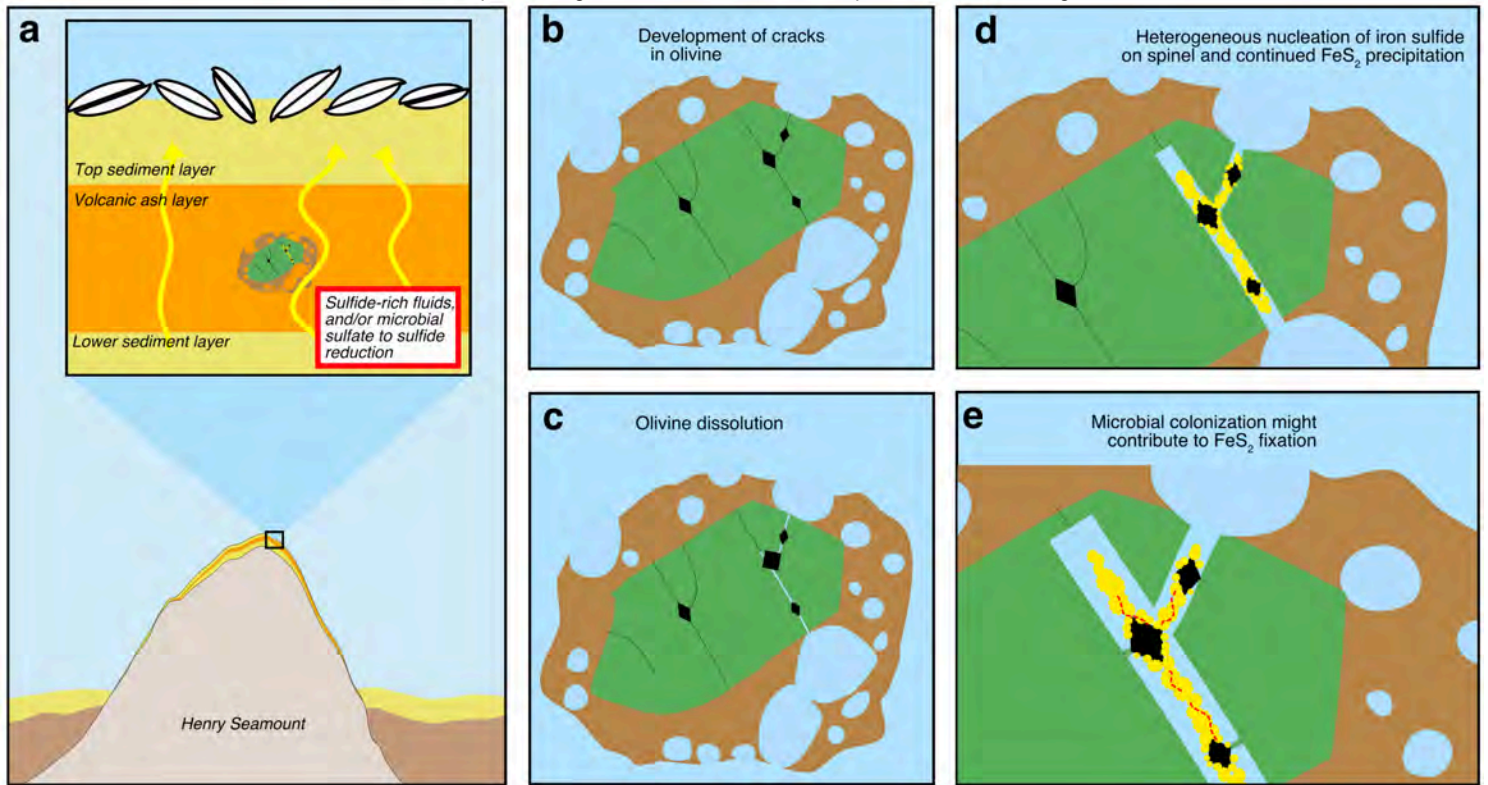 a
Top sediment layer
Volcanic ash layer
Sulfide-rich fluids,
and/or microbial
sulfate to sulfide
reduction
Lower sediment layer
Henry Seamount
b
Development of cracks
in olivine
c
Olivine dissolution
d
Heterogeneous nucleation of iron sulfide
on spinel and continued FeS₂ precipitation
e
Microbial colonization might
contribute to FeS₂ fixation